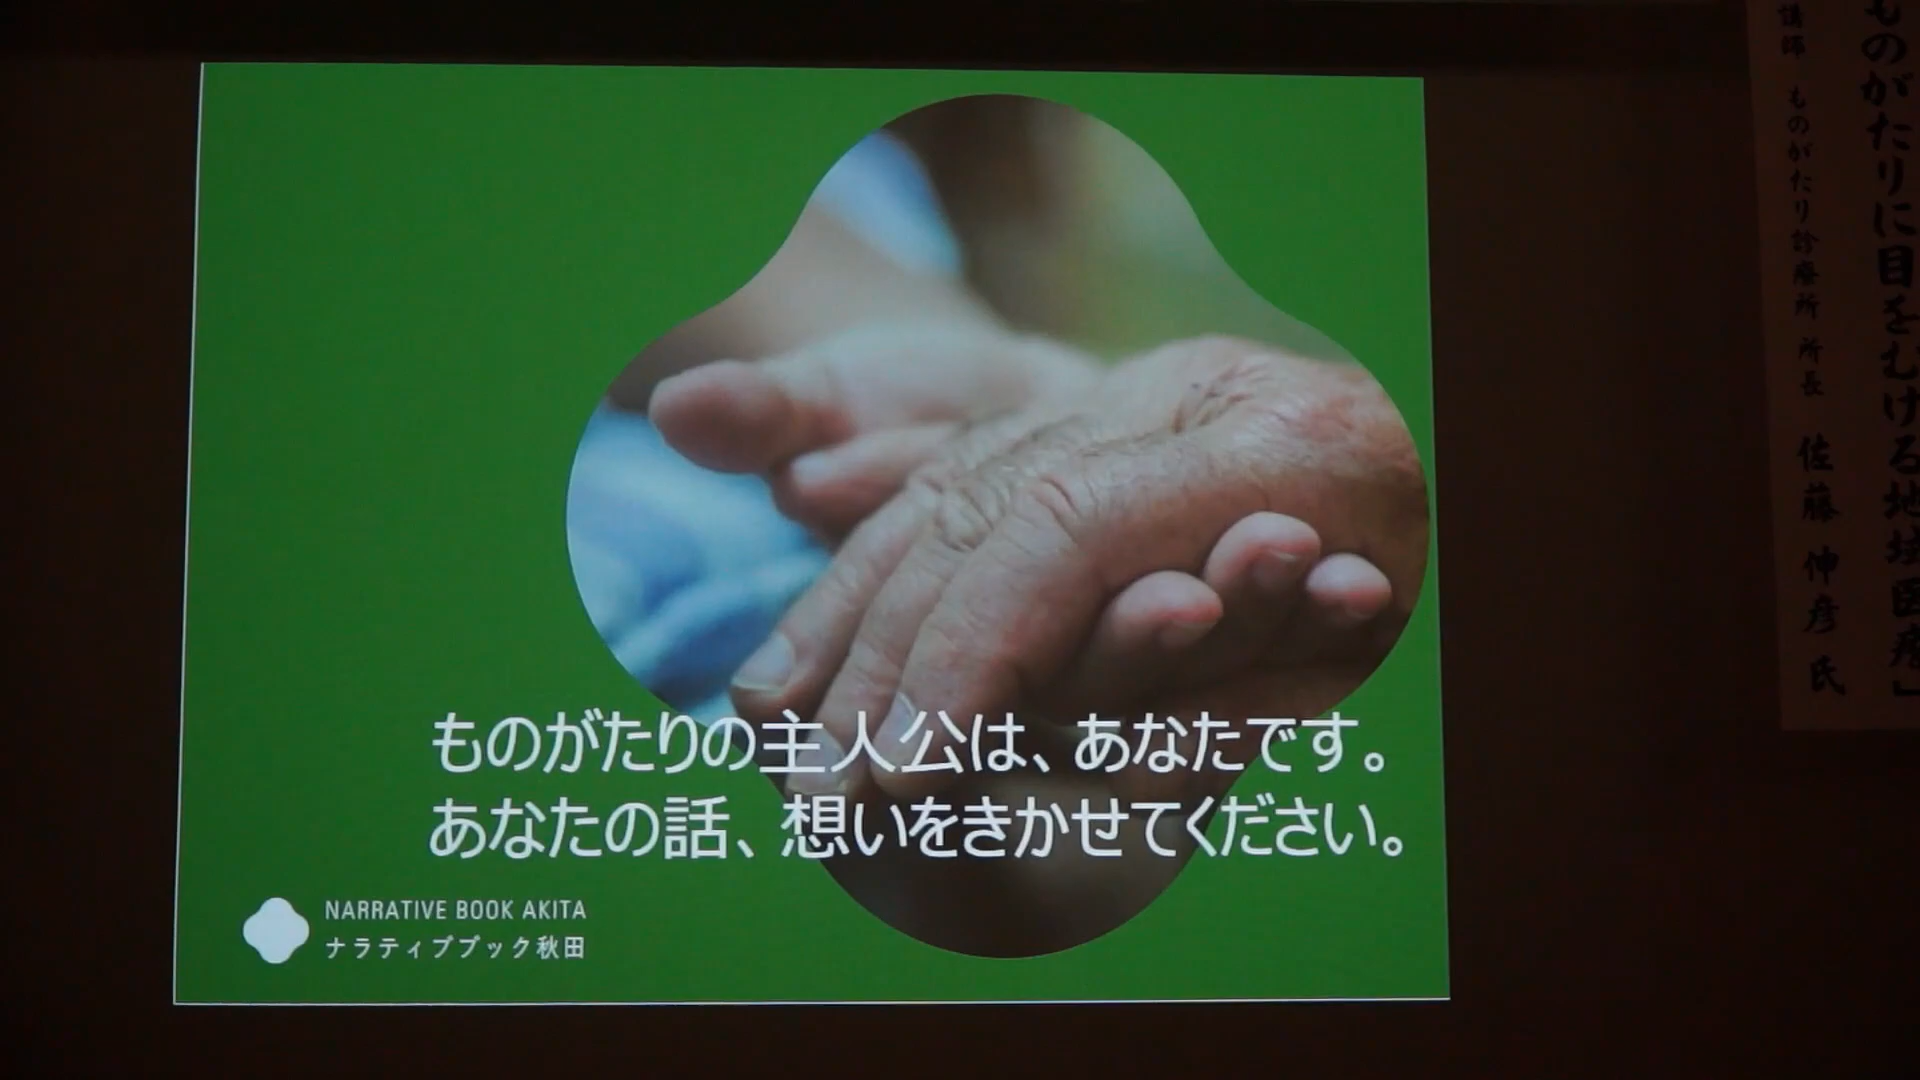 ものがたりの主人公は、あなたです。
あなたの話、想いをきかせてください。
NARRATIVE BOOK AKITA
ナラティブブック秋田
ものがたりに目をむける地域医療」
講師 ものがたり診療所 所長 佐藤 伸彦 氏